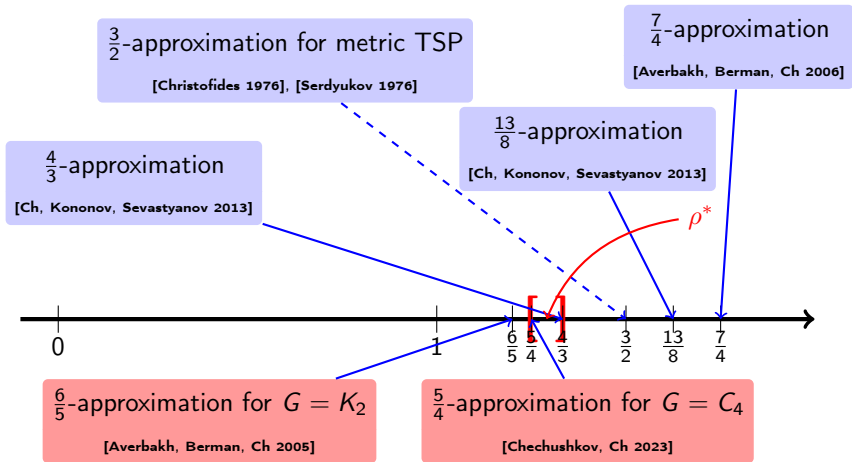 3/2-approximation for metric TSP
[Christofides 1976], [Serdyukov 1976]
7/4-approximation
[Averbakh, Berman, Ch 2006]
13/8-approximation
[Ch, Kononov, Sevastyanov 2013]
4/3-approximation
[Ch, Kononov, Sevastyanov 2013]
ρ*
[ ]
0 1 6/5 5/4 4/3 3/2 13/8 7/4
6/5-approximation for G = K₂
[Averbakh, Berman, Ch 2005]
5/4-approximation for G = C₄
[Chechushkov, Ch 2023]